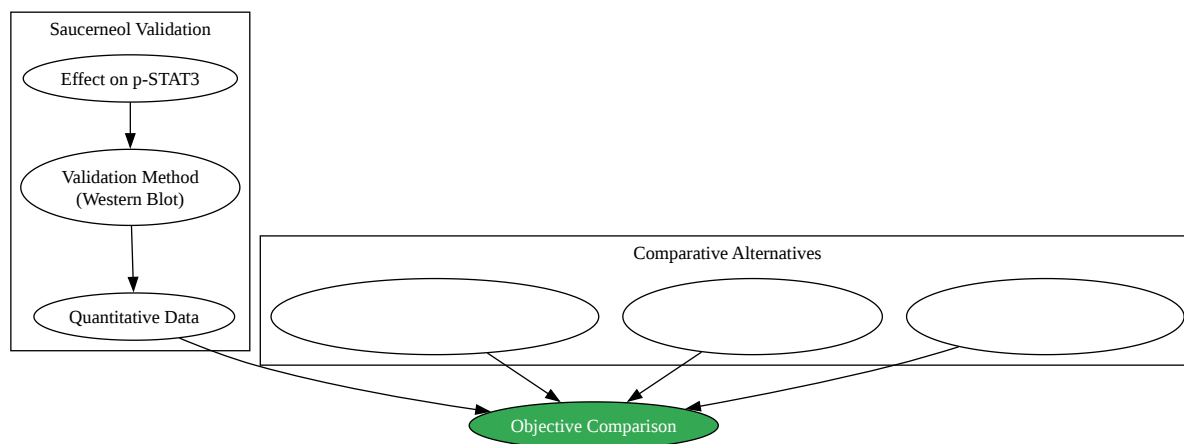 Saucerneol Validation
Effect on p-STAT3
Validation Method
(Western Blot)
Quantitative Data
Comparative Alternatives
Objective Comparison